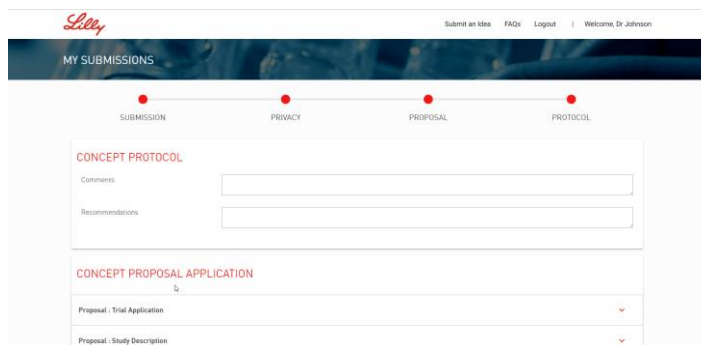 Lilly
Submit an Idea FAQs Logout | Welcome, Dr Johnson
MY SUBMISSIONS
SUBMISSION PRIVACY PROPOSAL PROTOCOL
CONCEPT PROTOCOL
Comments
Recommendations
CONCEPT PROPOSAL APPLICATION
Proposal : Trial Application
Proposal : Study Description